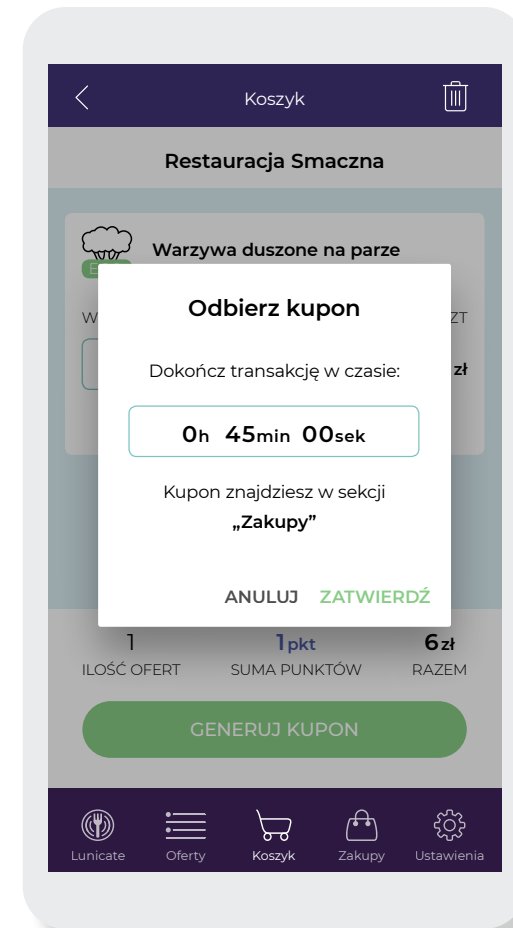 Koszyk
Restauracja Smaczna
Warzywa duszone na parze
Odbierz kupon
Dokończ transakcję w czasie:
zł
0h 45min 00sek
Kupon znajdziesz w sekcji
„Zakupy”
ANULUJ ZATWIERDŹ
1 1pkt 6zł
ILOŚĆ OFERT SUMA PUNKTÓW RAZEM
GENERUJ KUPON
Lunicate Oferty Koszyk Zakupy Ustawienia